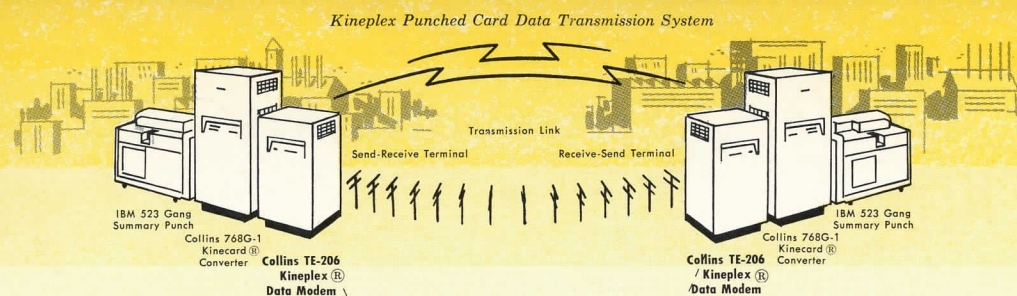 Kineplex Punched Card Data Transmission System
Transmission Link
Send-Receive Terminal
Receive-Send Terminal
IBM 523 Gang
Summary Punch
Collins 768G-1
Kinecard ®
Converter
Collins TE-206
Kineplex ®
Data Modem
Collins TE-206
Kineplex ®
Data Modem
Collins 768G-1
Kinecard ®
Converter
IBM 523 Gang
Summary Punch